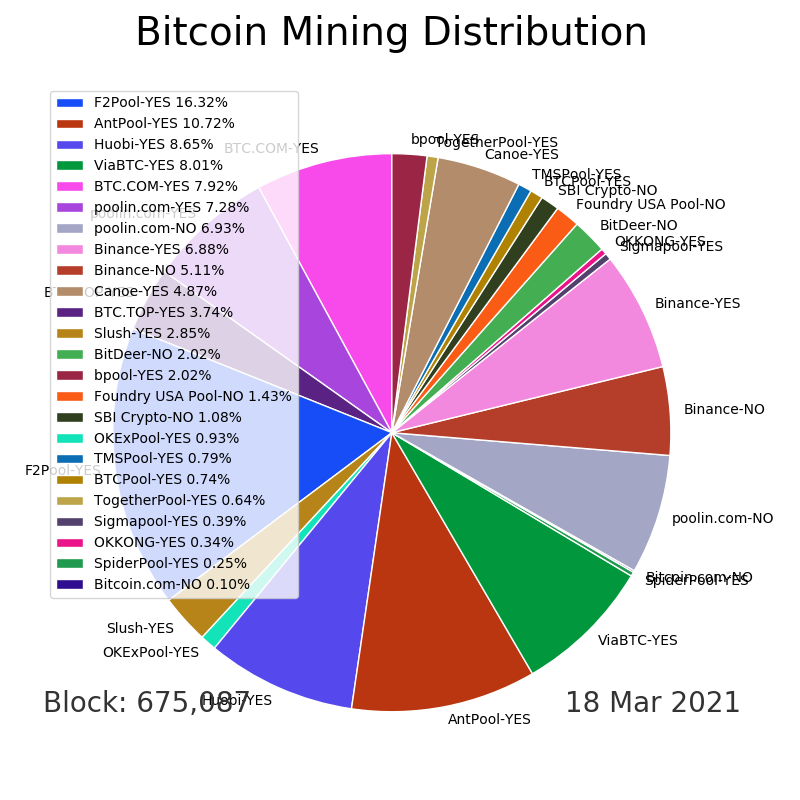 Bitcoin Mining Distribution
F2Pool-YES 16.32%
AntPool-YES 10.72%
Huobi-YES 8.65%
ViaBTC-YES 8.01%
BTC.COM-YES 7.92%
poolin.com-YES 7.28%
poolin.com-NO 6.93%
Binance-YES 6.88%
Binance-NO 5.11%
Canoe-YES 4.87%
BTC.TOP-YES 3.74%
Slush-YES 2.85%
BitDeer-NO 2.02%
bpool-YES 2.02%
Foundry USA Pool-NO 1.43%
SBI Crypto-NO 1.08%
OKExPool-YES 0.93%
TMSPool-YES 0.79%
BTCPool-YES 0.74%
TogetherPool-YES 0.64%
Sigmapool-YES 0.39%
OKKONG-YES 0.34%
SpiderPool-YES 0.25%
Bitcoin.com-NO 0.10%
bpool-YES
TogetherPool-YES
Canoe-YES
TMSPool-YES
BTCPool-YES
SBI Crypto-NO
Foundry USA Pool-NO
BitDeer-NO
OKKONG-YES
Sigmapool-YES
Binance-YES
Binance-NO
poolin.com-NO
Bitcoin.com-NO
SpiderPool-YES
ViaBTC-YES
AntPool-YES
Huobi-YES
OKExPool-YES
Slush-YES
F2Pool-YES
BTC.TOP-YES
poolin.com-YES
BTC.COM-YES
Block: 675,087
18 Mar 2021